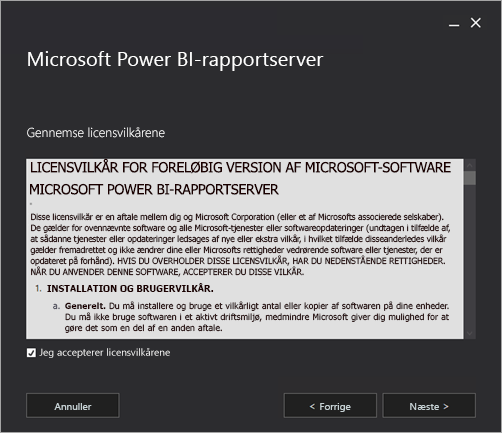 Microsoft Power BI-rapportserver
Gennemse licensvilkårene
LICENSVILKÅR FOR FORELØBIG VERSION AF MICROSOFT-SOFTWARE
MICROSOFT POWER BI-RAPPORTSERVER
Disse licensvilkår er en aftale mellem dig og Microsoft Corporation (eller et af Microsofts associerede selskaber).
De gælder for ovennævnte software og alle Microsoft-tjenester eller softwareopdateringer (undtagen i tilfælde af,
at sådanne tjenester eller opdateringer ledsages af nye eller ekstra vilkår, i hvilket tilfælde disseanderledes vilkår
gælder fremadrettet og ikke ændrer dine eller Microsofts rettigheder vedrørende software eller tjenester, der er
opdateret på forhånd). HVIS DU OVERHOLDER DISSE LICENSVILKÅR, HAR DU NEDENSTÅENDE RETTIGHEDER.
NÅR DU ANVENDER DENNE SOFTWARE, ACCEPTERER DU DISSE VILKÅR.
1. INSTALLATION OG BRUGERVILKÅR.
a. Generelt. Du må installere og bruge et vilkårligt antal eller kopier af softwaren på dine enheder.
Du må ikke bruge softwaren i et aktivt driftsmiljø, medmindre Microsoft giver dig mulighed for at
gøre det som en del af en anden aftale.
Jeg accepterer licensvilkårene
Annuller
< Forrige
Næste >